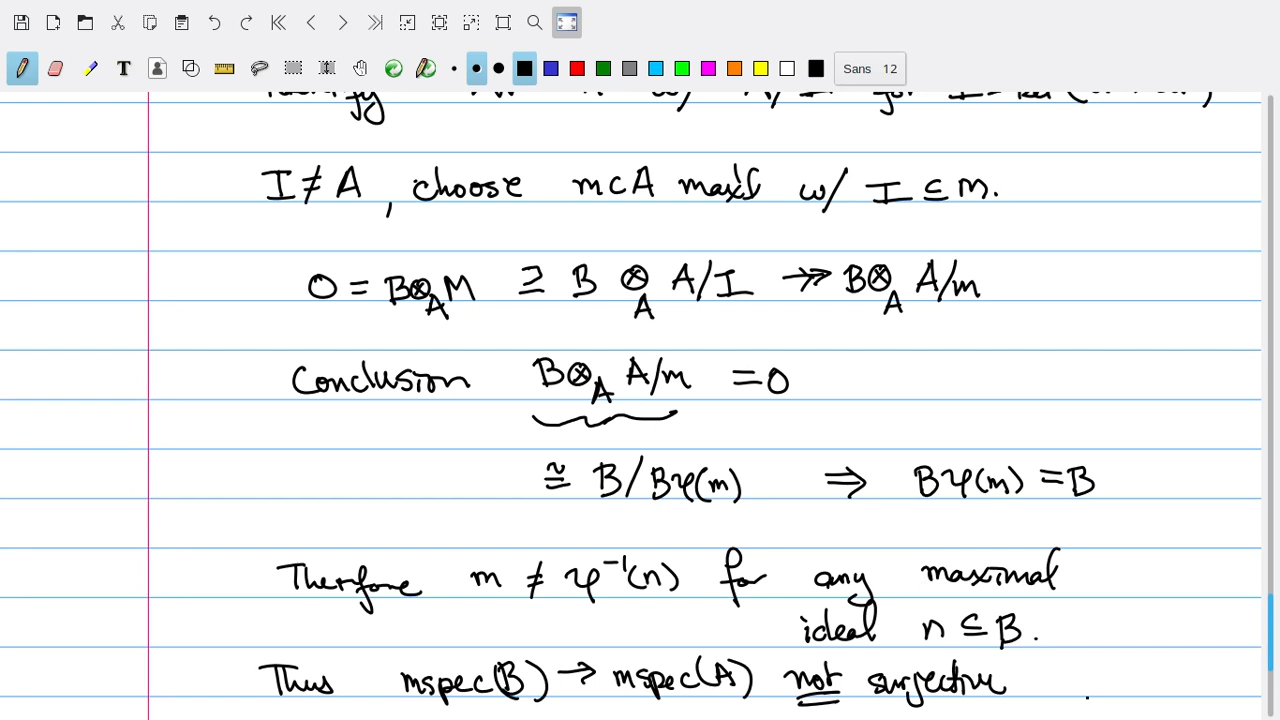 Sans 12
Identify
I ≠ A, choose m ⊂ A max'l w/ I ⊆ m.
0 = B⊗_A M ≅ B ⊗_A A/I ↠ B⊗_A A/m
Conclusion B⊗_A A/m = 0
≅ B/Bφ(m) ⇒ Bφ(m) = B
Therefore m ≠ φ⁻¹(n) for any maximal
ideal n ⊆ B.
Thus mspec(B) → mspec(A) not surjective